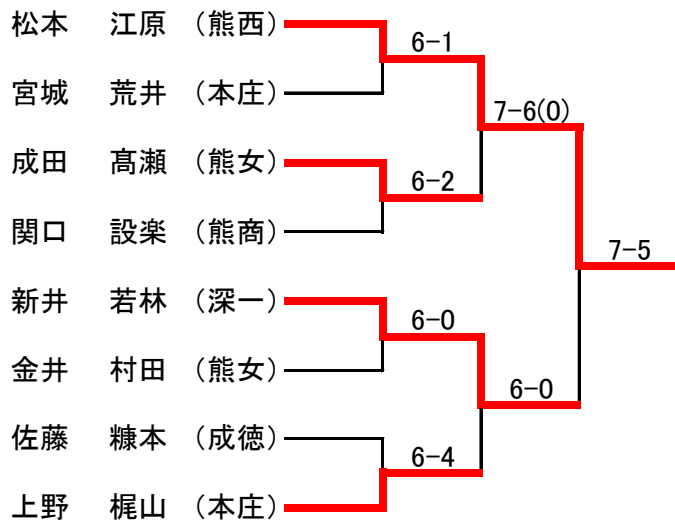 松本 江原 （熊西）
6-1
宮城 荒井 （本庄）
7-6(0)
成田 髙瀬 （熊女）
6-2
関口 設楽 （熊商）
7-5
新井 若林 （深一）
6-0
金井 村田 （熊女）
6-0
佐藤 糠本 （成徳）
6-4
上野 梶山 （本庄）